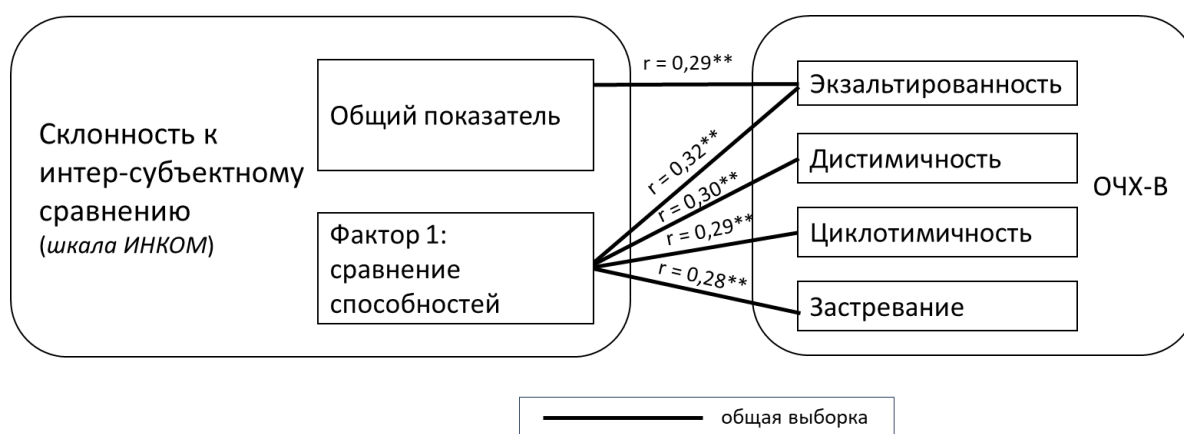 Склонность к
интер-субъектному
сравнению
(шкала ИНКОМ)
Общий показатель
Фактор 1:
сравнение
способностей
r = 0,29**
r = 0,32**
r = 0,30**
r = 0,29**
r = 0,28**
Экзальтированность
Дистимичность
Циклотимичность
Застревание
ОЧХ-В
общая выборка